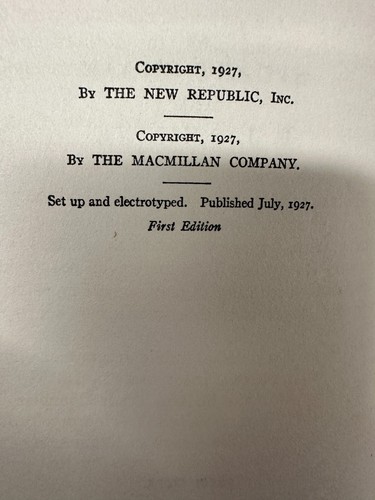 COPYRIGHT, 1927,
BY THE NEW REPUBLIC, INC.
COPYRIGHT, 1927,
BY THE MACMILLAN COMPANY.
Set up and electrotyped. Published July, 1927.
First Edition